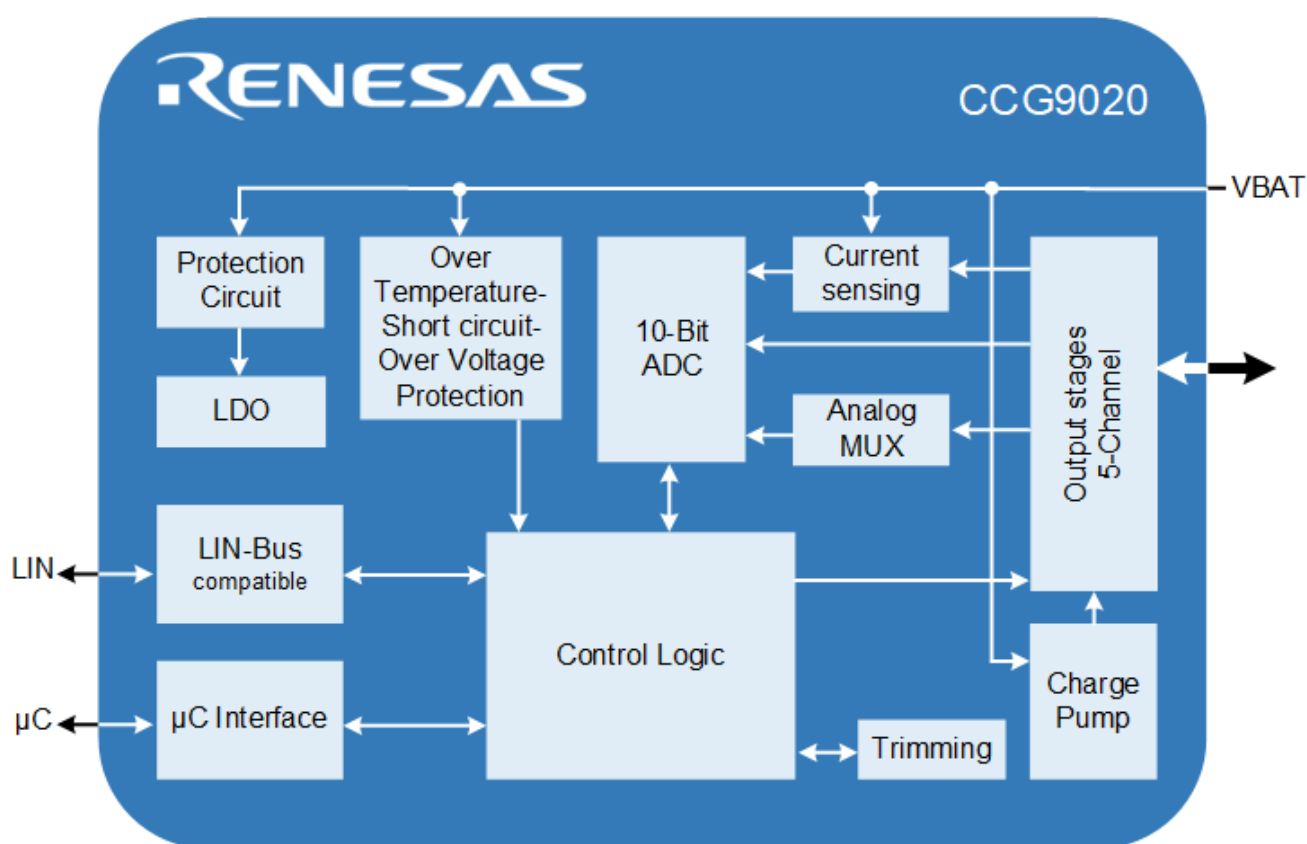 RENESAS
CCG9020
VBAT
Protection
Circuit
LDO
Over
Temperature-
Short circuit-
Over Voltage
Protection
10-Bit
ADC
Current
sensing
Analog
MUX
Output stages
5-Channel
LIN
LIN-Bus
compatible
µC
µC Interface
Control Logic
Trimming
Charge
Pump